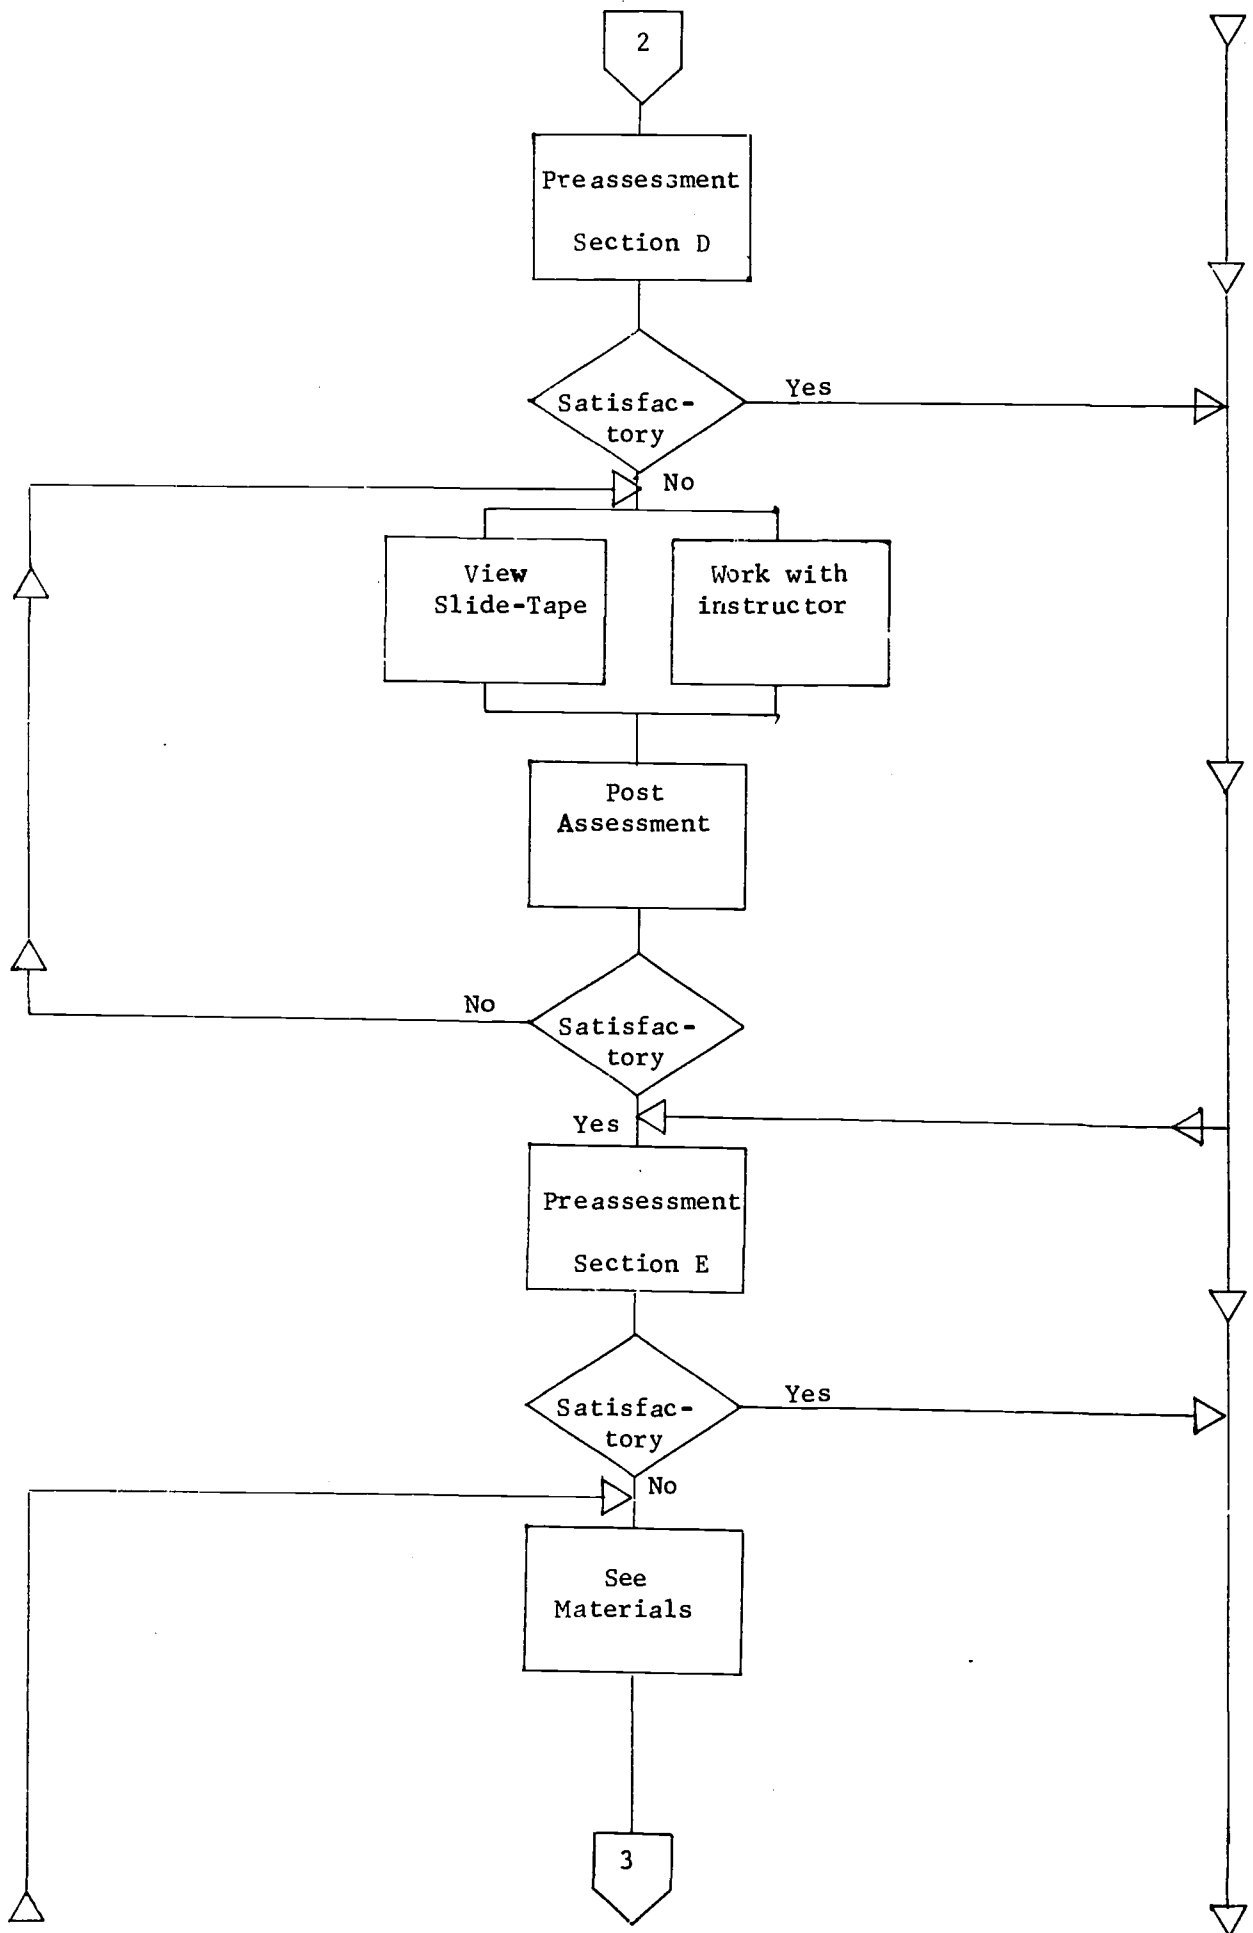 2
Preassessment
Section D
Satisfac-
tory
Yes
No
View
Slide-Tape
Work with
instructor
Post
Assessment
No
Satisfac-
tory
Yes
Preassessment
Section E
Satisfac-
tory
Yes
No
See
Materials
3